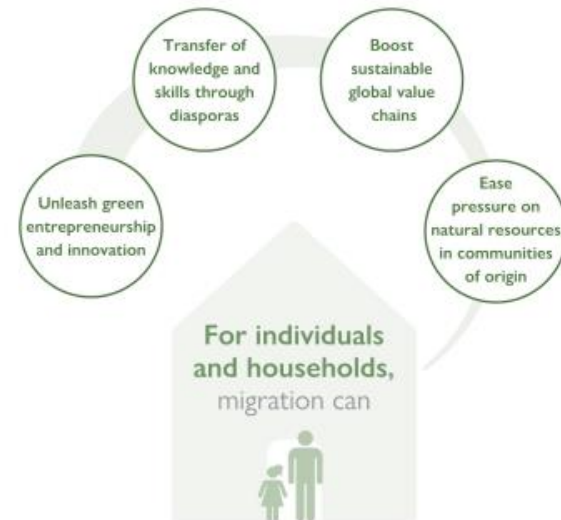 Transfer of
knowledge and
skills through
diasporas
Boost
sustainable
global value
chains
Unleash green
entrepreneurship
and innovation
Ease
pressure on
natural resources
in communities
of origin
For individuals
and households,
migration can